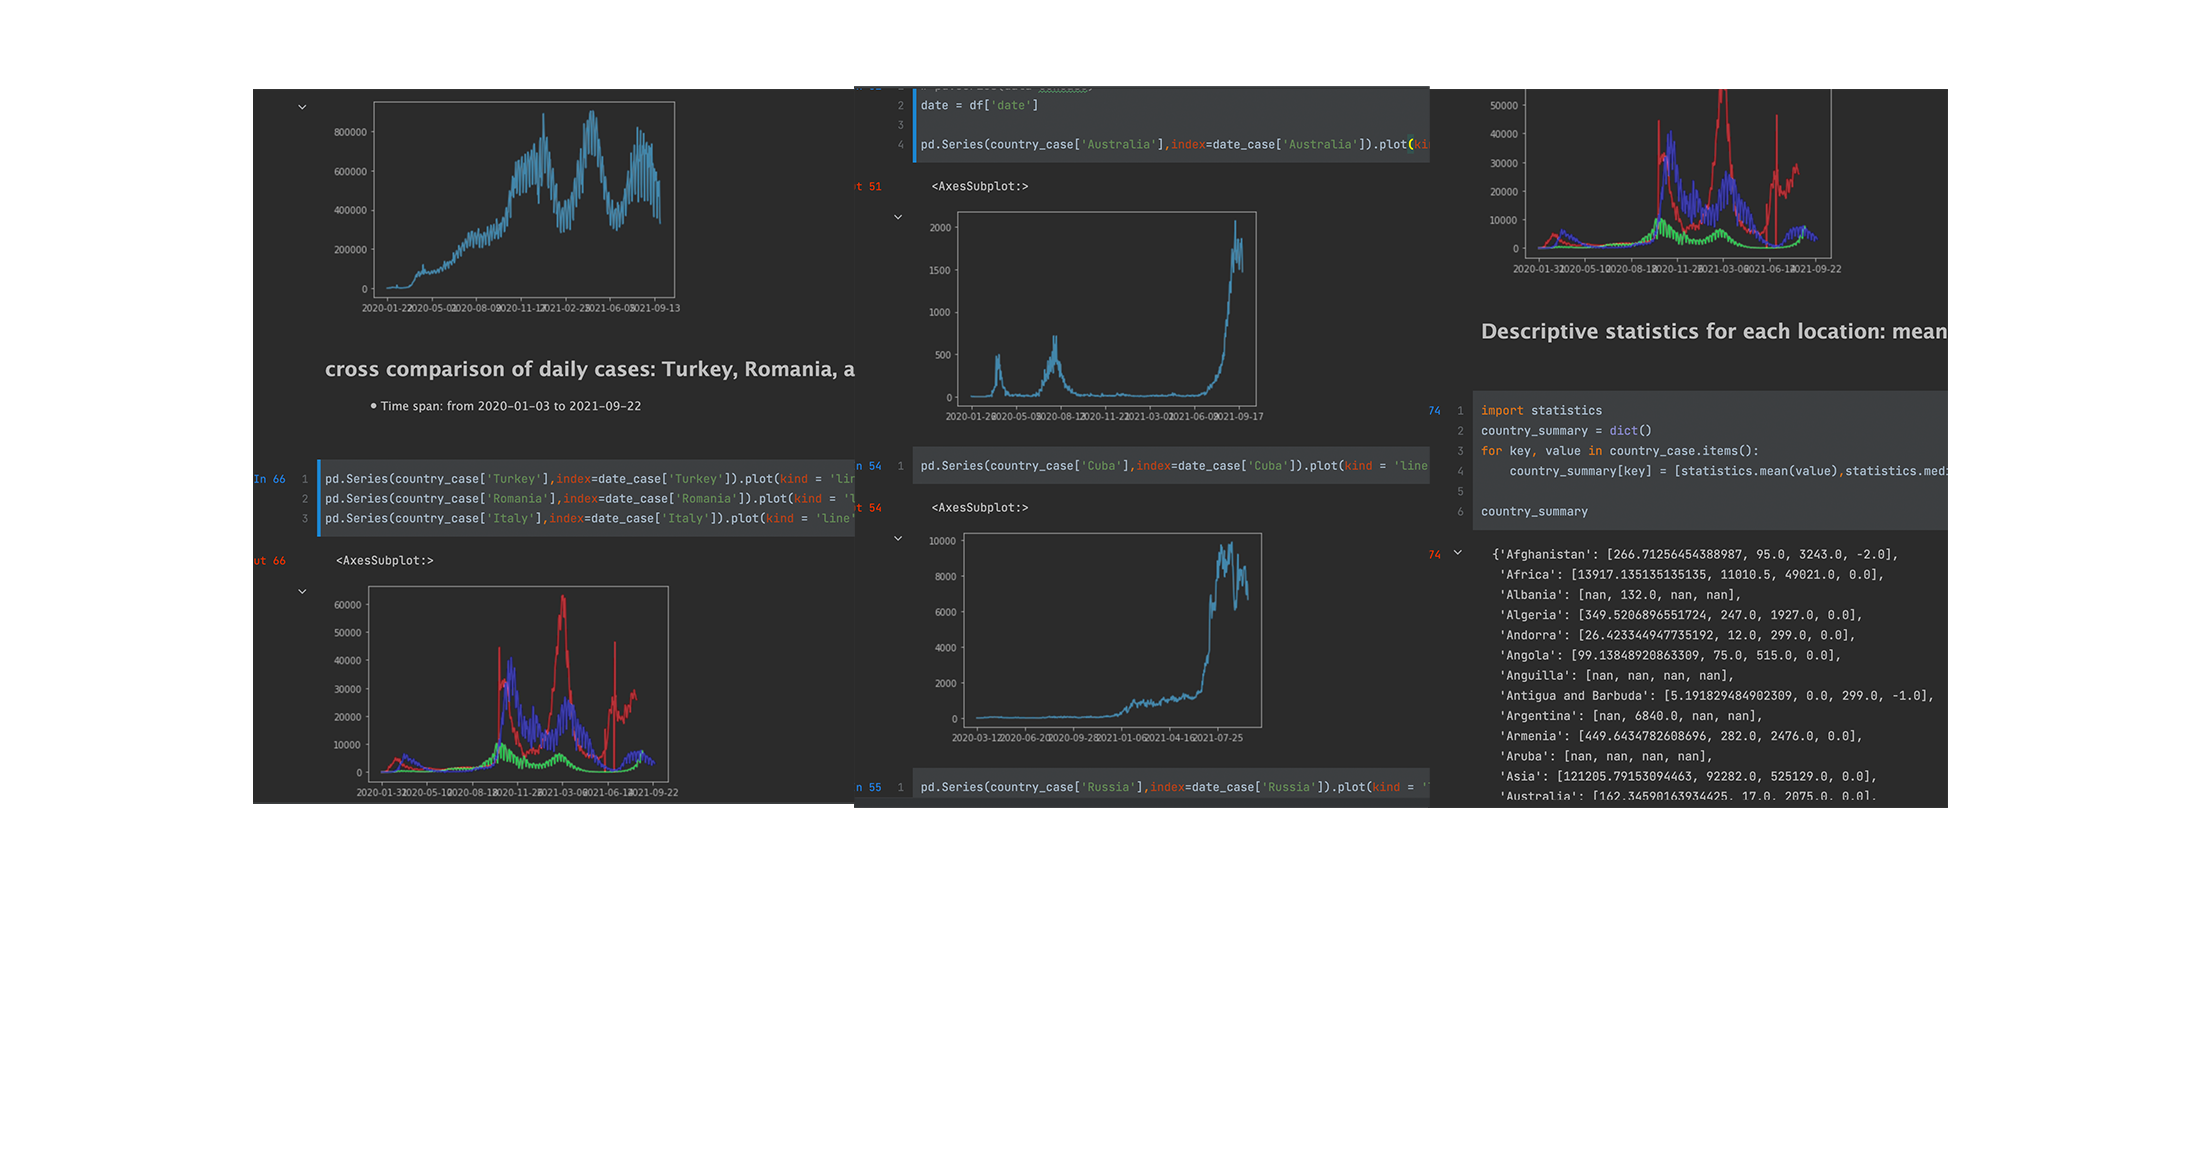 800000
600000
400000
200000
0
2020-01-22
2020-05-01
2020-08-09
2020-11-17
2021-02-25
2021-06-05
2021-09-13
cross comparison of daily cases: Turkey, Romania, a
• Time span: from 2020-01-03 to 2021-09-22
In 66
1 pd.Series(country_case['Turkey'],index=date_case['Turkey']).plot(kind = 'lin
2 pd.Series(country_case['Romania'],index=date_case['Romania']).plot(kind = 'l
3 pd.Series(country_case['Italy'],index=date_case['Italy']).plot(kind = 'line'
ut 66
<AxesSubplot:>
60000
50000
40000
30000
20000
10000
0
2020-01-31
2020-05-10
2020-08-18
2020-11-26
2021-03-06
2021-06-14
2021-09-22
2 date = df['date']
3
4 pd.Series(country_case['Australia'],index=date_case['Australia']).plot(ki
t 51
<AxesSubplot:>
2000
1500
1000
500
0
2020-01-26
2020-05-05
2020-08-13
2020-11-21
2021-03-01
2021-06-09
2021-09-17
n 54
1 pd.Series(country_case['Cuba'],index=date_case['Cuba']).plot(kind = 'line
t 54
<AxesSubplot:>
10000
8000
6000
4000
2000
0
2020-03-12
2020-06-20
2020-09-28
2021-01-06
2021-04-16
2021-07-25
n 55
1 pd.Series(country_case['Russia'],index=date_case['Russia']).plot(kind = '
50000
40000
30000
20000
10000
0
2020-01-31
2020-05-10
2020-08-18
2020-11-26
2021-03-06
2021-06-14
2021-09-22
Descriptive statistics for each location: mean
74
1 import statistics
2 country_summary = dict()
3 for key, value in country_case.items():
4 country_summary[key] = [statistics.mean(value),statistics.medi
5
6 country_summary
74
{'Afghanistan': [266.71256454388987, 95.0, 3243.0, -2.0],
'Africa': [13917.135135135135, 11010.5, 49021.0, 0.0],
'Albania': [nan, 132.0, nan, nan],
'Algeria': [349.5206896551724, 247.0, 1927.0, 0.0],
'Andorra': [26.423344947735192, 12.0, 299.0, 0.0],
'Angola': [99.13848920863309, 75.0, 515.0, 0.0],
'Anguilla': [nan, nan, nan, nan],
'Antigua and Barbuda': [5.191829484902309, 0.0, 299.0, -1.0],
'Argentina': [nan, 6840.0, nan, nan],
'Armenia': [449.6434782608696, 282.0, 2476.0, 0.0],
'Aruba': [nan, nan, nan, nan],
'Asia': [121205.79153094463, 92282.0, 525129.0, 0.0],
'Australia': [162.34590163934425, 17.0, 2075.0, 0.0],